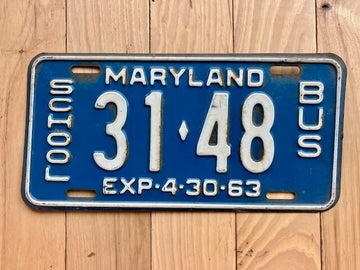 MARYLAND
SCHOOL
31♦48
BUS
EXP·4·30·63